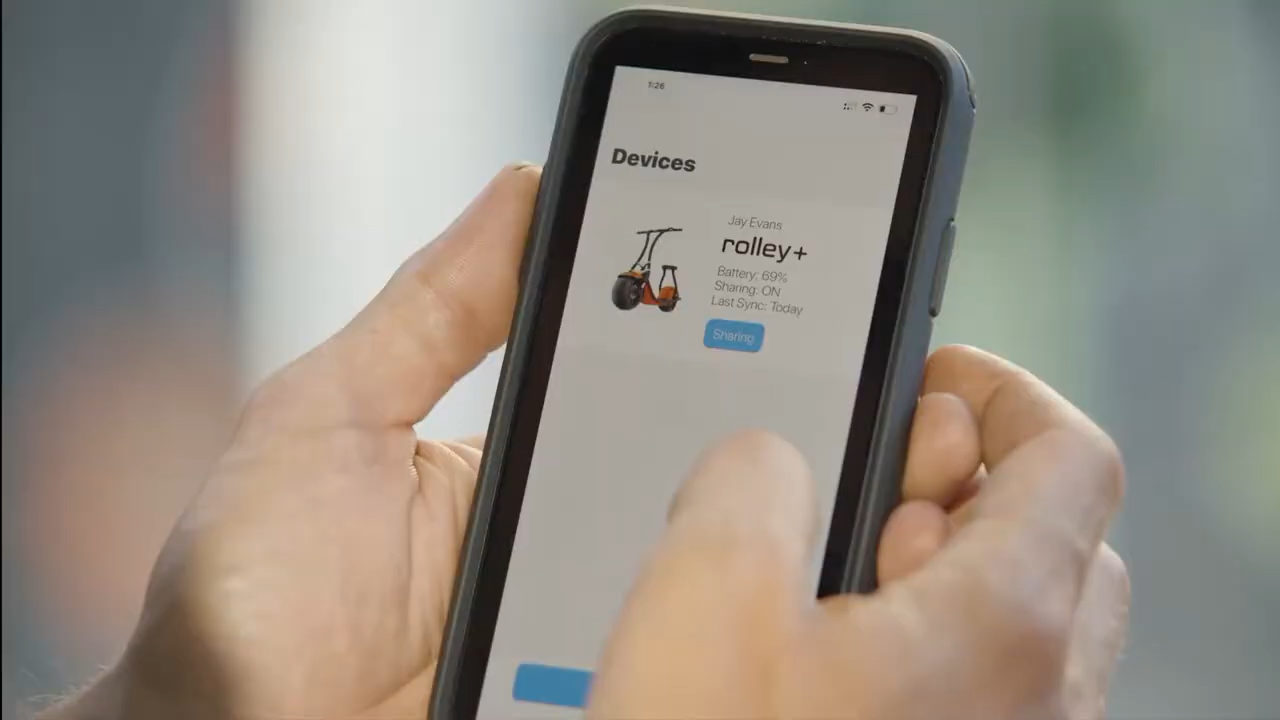 1:26
Devices
Jay Evans
rolley+
Battery: 69%
Sharing: ON
Last Sync: Today
Sharing